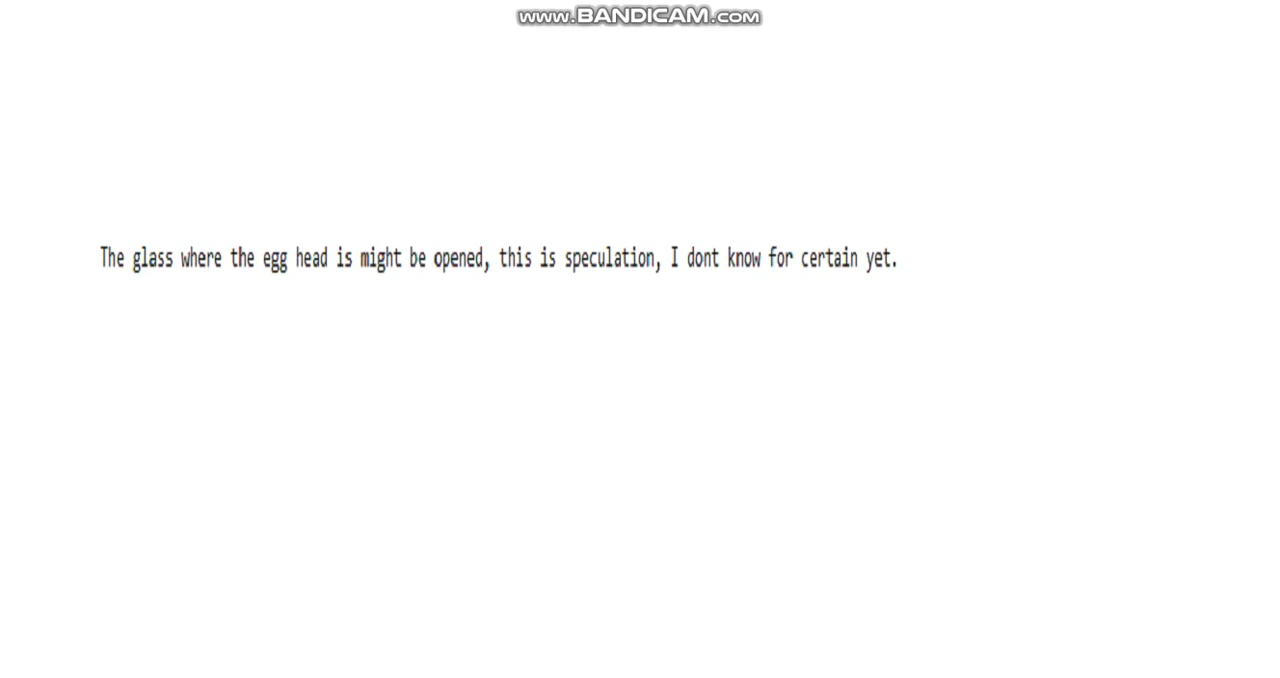 www.BANDICAM.com
The glass where the egg head is might be opened, this is speculation, I dont know for certain yet.